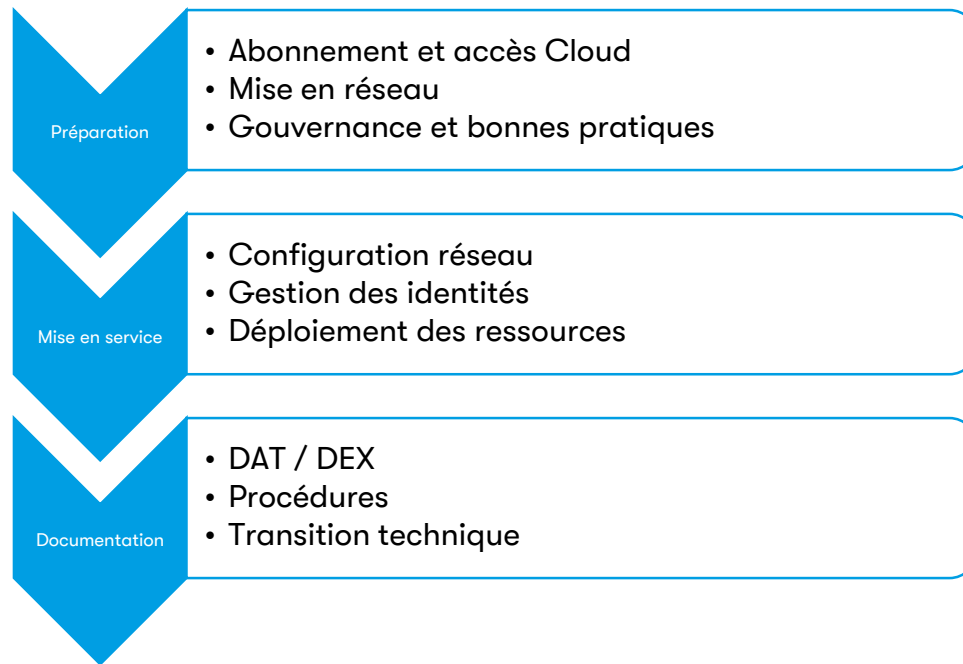 Préparation
• Abonnement et accès Cloud
• Mise en réseau
• Gouvernance et bonnes pratiques
Mise en service
• Configuration réseau
• Gestion des identités
• Déploiement des ressources
Documentation
• DAT / DEX
• Procédures
• Transition technique